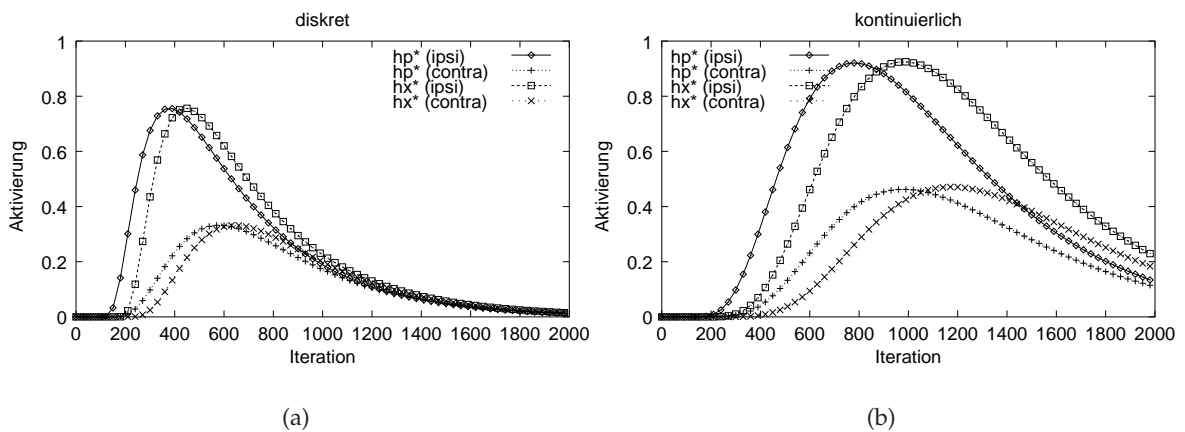 diskret
1
0.8
0.6
0.4
0.2
0
0 200 400 600 800 1000 1200 1400 1600 1800 2000
Aktivierung
Iteration
hp* (ipsi)
hp* (contra)
hx* (ipsi)
hx* (contra)
(a)
kontinuierlich
1
0.8
0.6
0.4
0.2
0
0 200 400 600 800 1000 1200 1400 1600 1800 2000
Aktivierung
Iteration
hp* (ipsi)
hp* (contra)
hx* (ipsi)
hx* (contra)
(b)